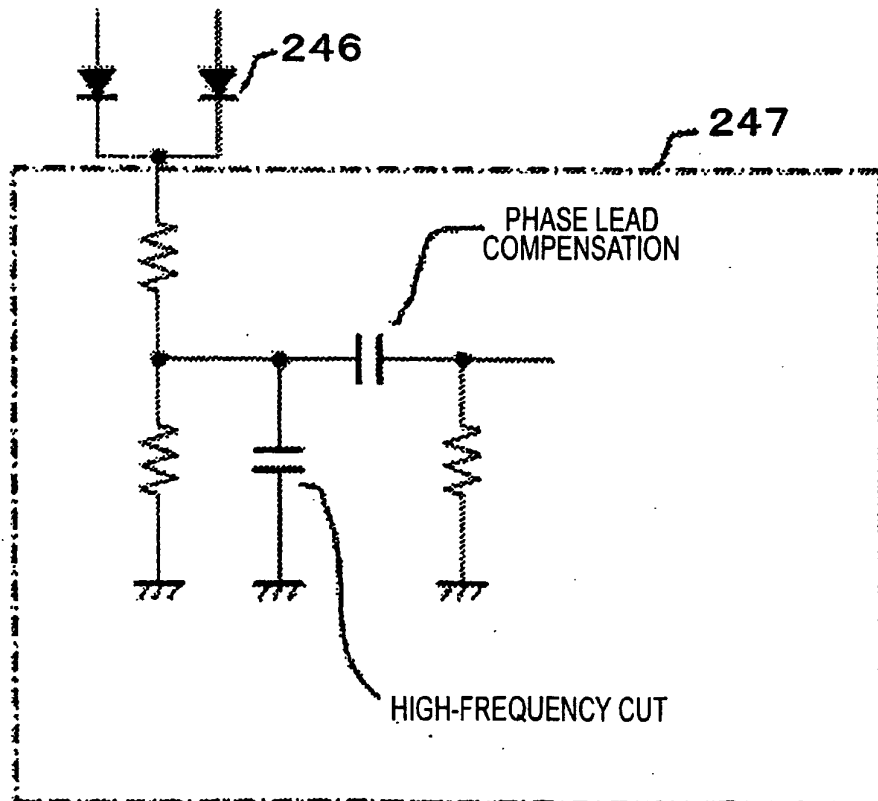 246
247
PHASE LEAD
COMPENSATION
HIGH-FREQUENCY CUT